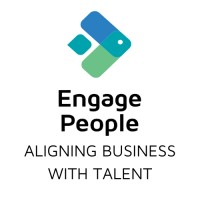 Engage
People
ALIGNING BUSINESS
WITH TALENT